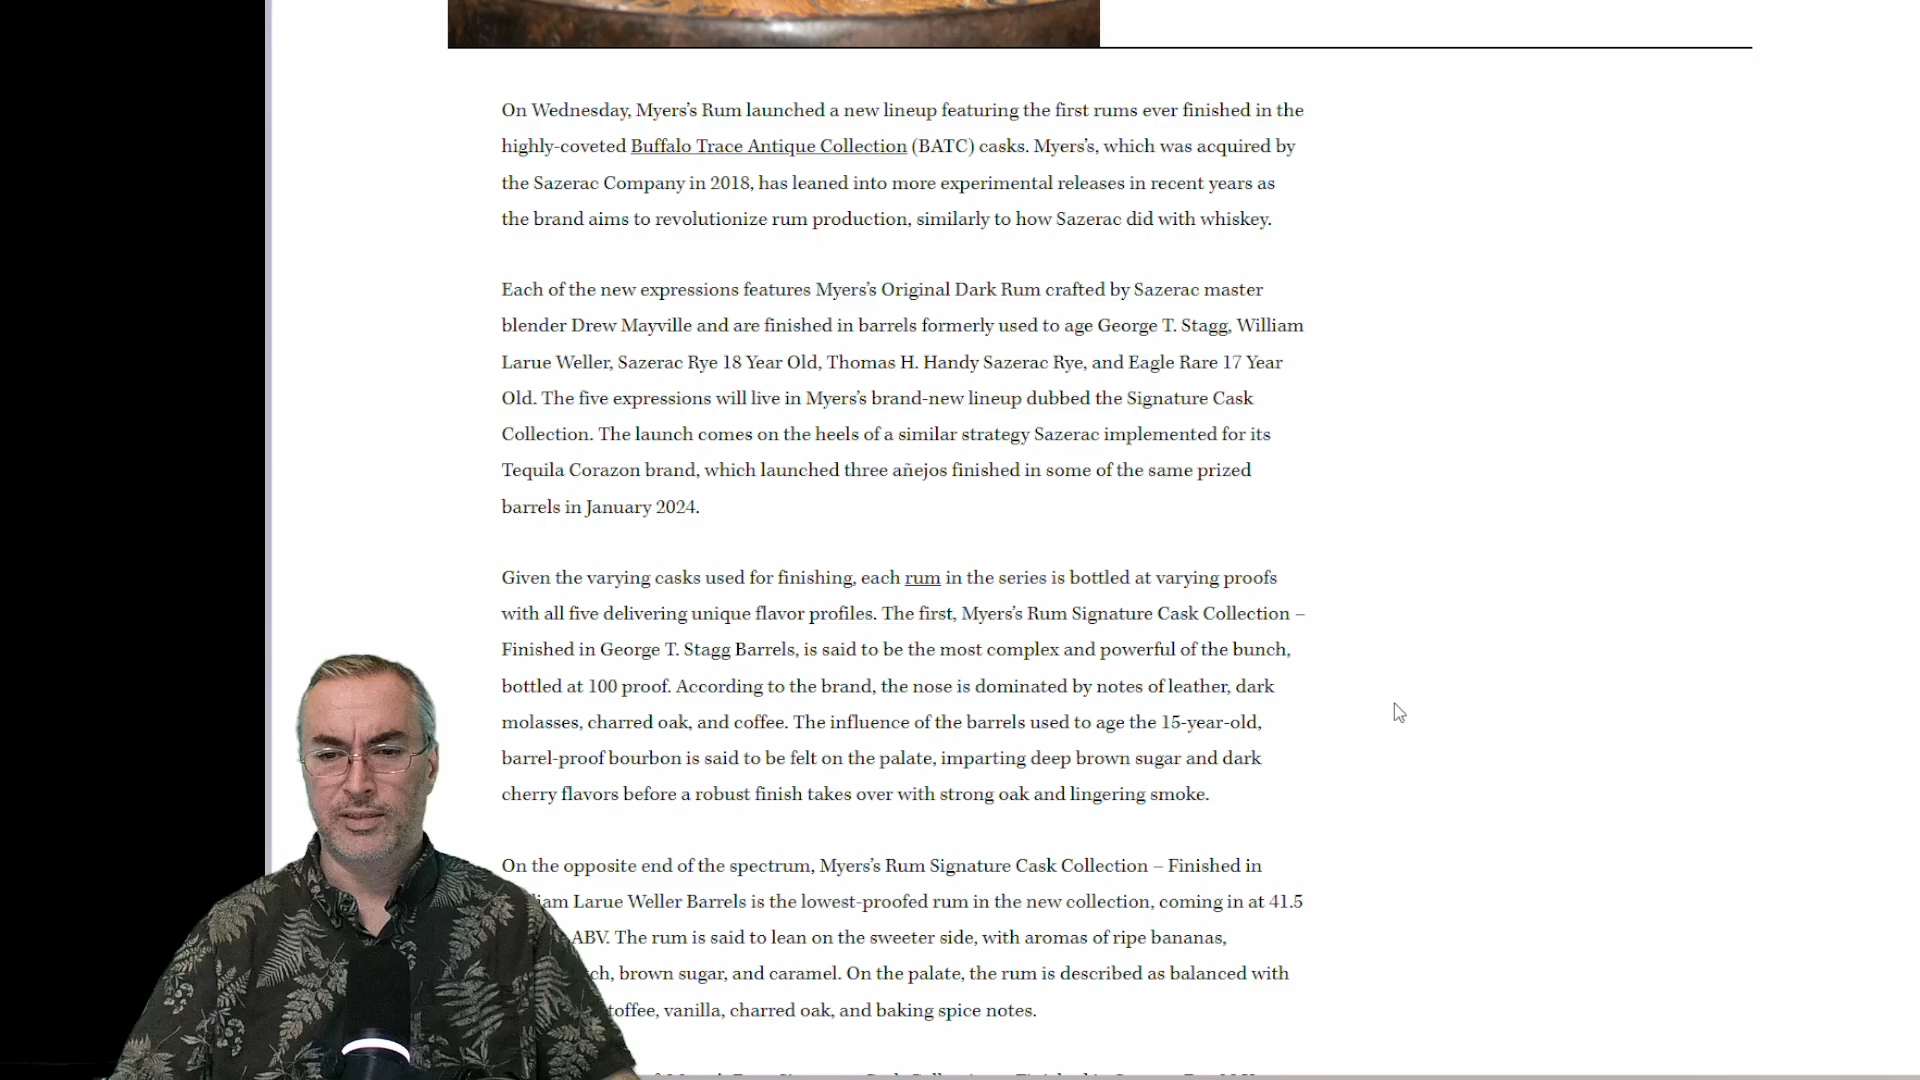 On Wednesday, Myers's Rum launched a new lineup featuring the first rums ever finished in the
highly-coveted Buffalo Trace Antique Collection (BATC) casks. Myers's, which was acquired by
the Sazerac Company in 2018, has leaned into more experimental releases in recent years as
the brand aims to revolutionize rum production, similarly to how Sazerac did with whiskey.
Each of the new expressions features Myers's Original Dark Rum crafted by Sazerac master
blender Drew Mayville and are finished in barrels formerly used to age George T. Stagg, William
Larue Weller, Sazerac Rye 18 Year Old, Thomas H. Handy Sazerac Rye, and Eagle Rare 17 Year
Old. The five expressions will live in Myers's brand-new lineup dubbed the Signature Cask
Collection. The launch comes on the heels of a similar strategy Sazerac implemented for its
Tequila Corazon brand, which launched three añejos finished in some of the same prized
barrels in January 2024.
Given the varying casks used for finishing, each rum in the series is bottled at varying proofs
with all five delivering unique flavor profiles. The first, Myers's Rum Signature Cask Collection –
Finished in George T. Stagg Barrels, is said to be the most complex and powerful of the bunch,
bottled at 100 proof. According to the brand, the nose is dominated by notes of leather, dark
molasses, charred oak, and coffee. The influence of the barrels used to age the 15-year-old,
barrel-proof bourbon is said to be felt on the palate, imparting deep brown sugar and dark
cherry flavors before a robust finish takes over with strong oak and lingering smoke.
On the opposite end of the spectrum, Myers's Rum Signature Cask Collection – Finished in
Larue Weller Barrels is the lowest-proofed rum in the new collection, coming in at 41.5
ABV. The rum is said to lean on the sweeter side, with aromas of ripe bananas,
brown sugar, and caramel. On the palate, the rum is described as balanced with
toffee, vanilla, charred oak, and baking spice notes.